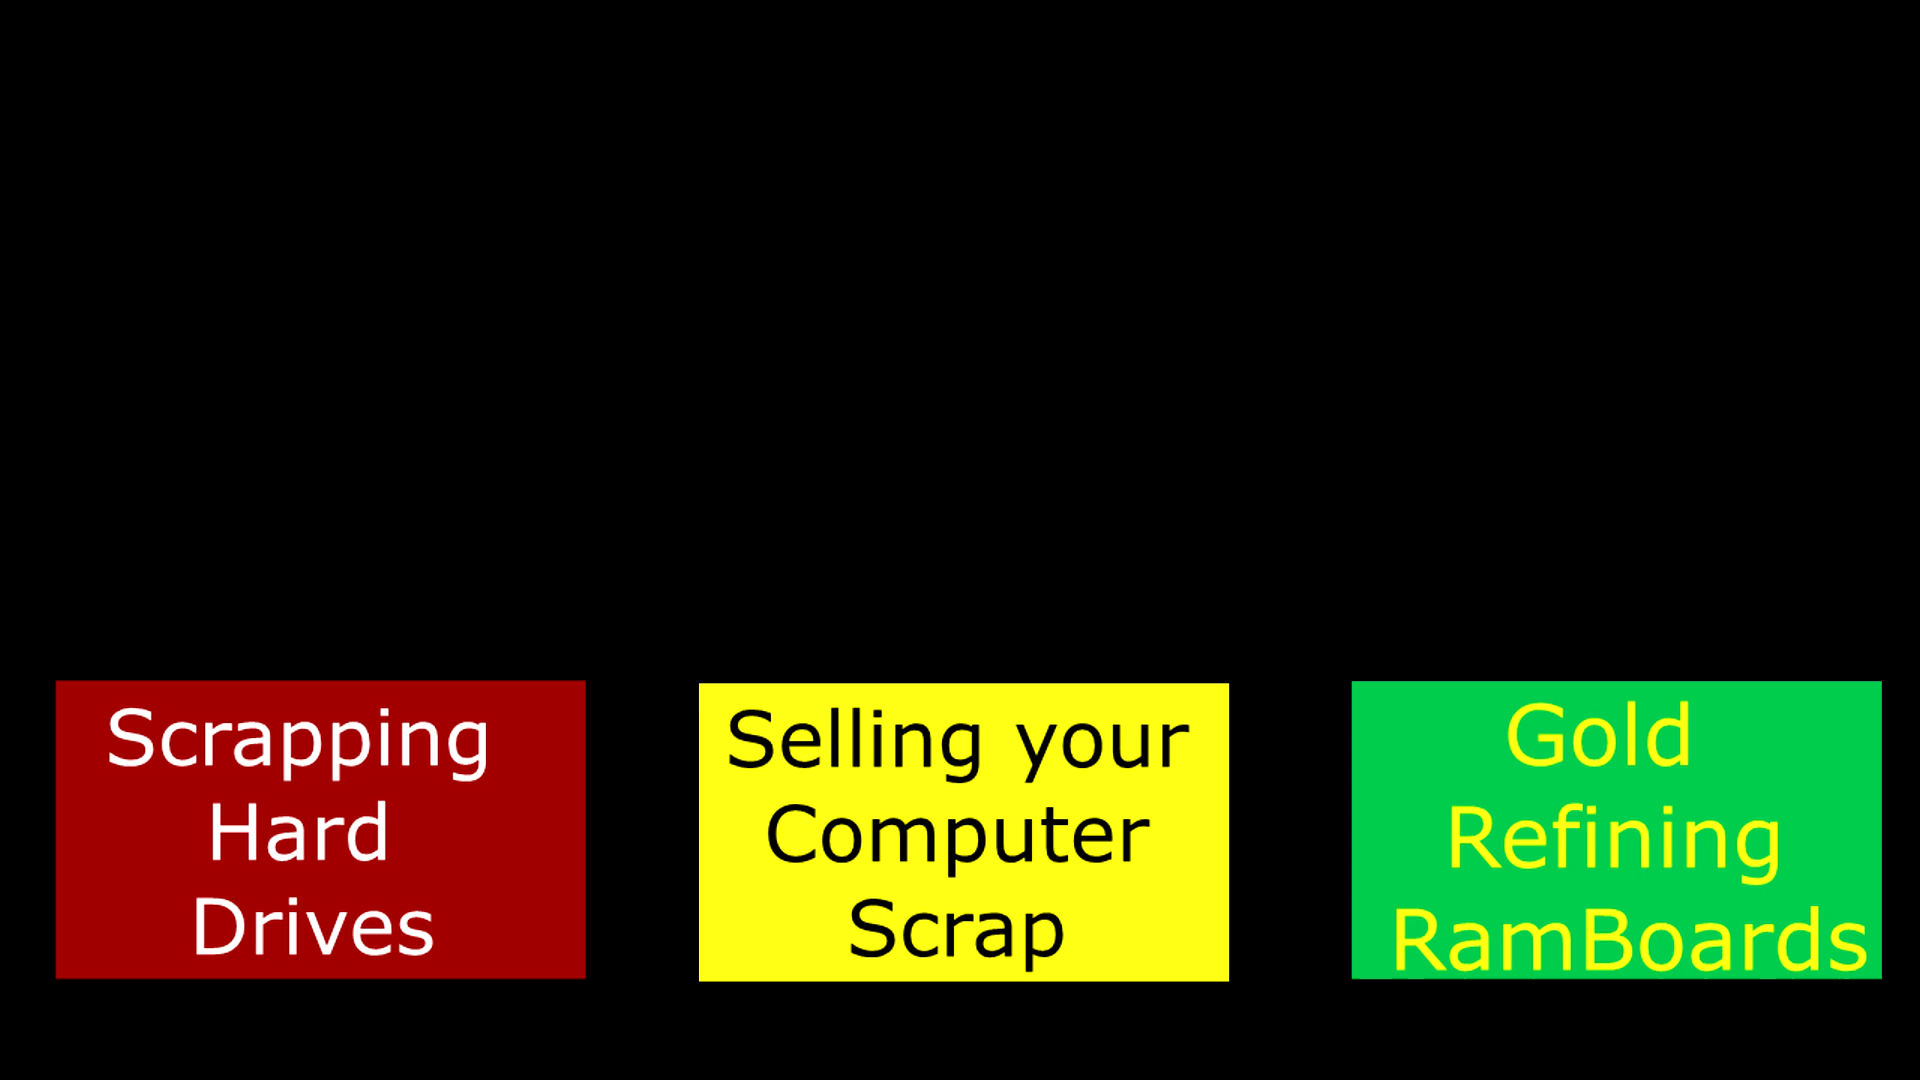 Scrapping
Hard
Drives
Selling your
Computer
Scrap
Gold
Refining
RamBoards